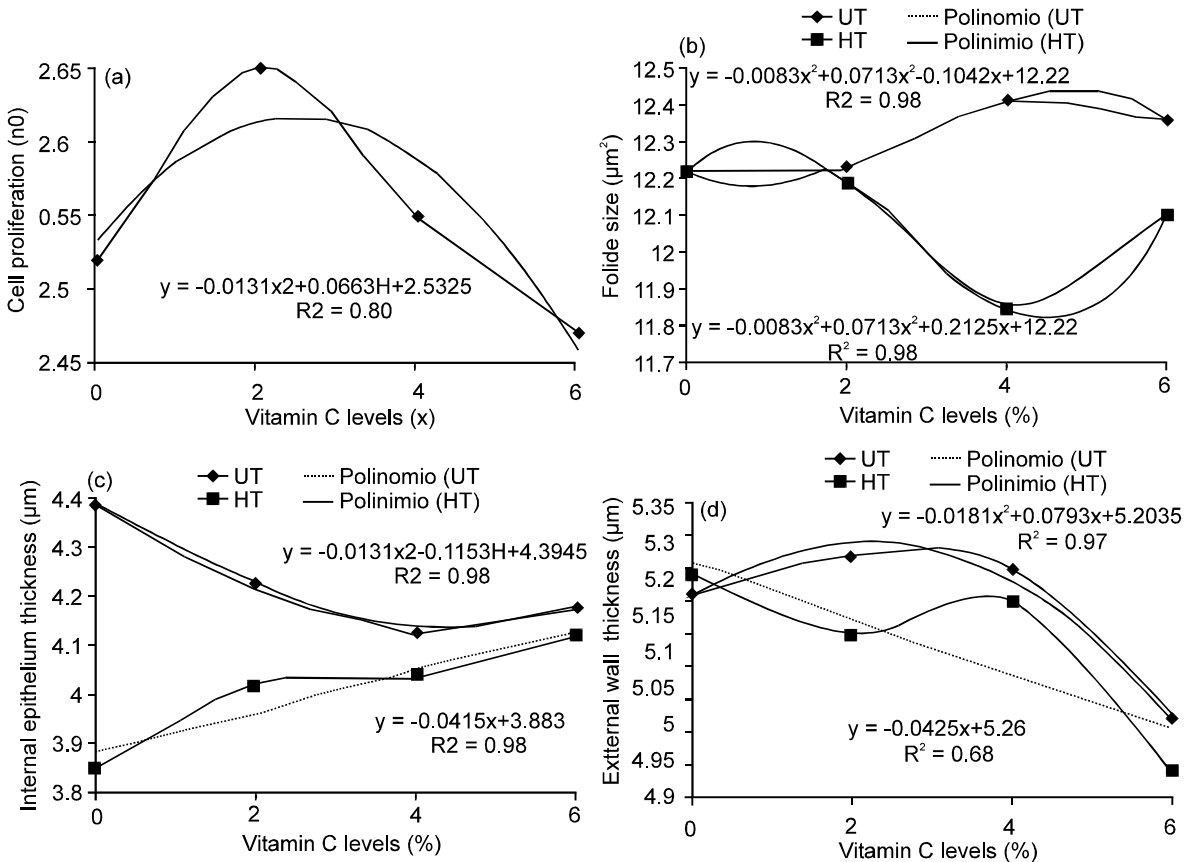 (a)
Cell proliferation (n0)
2.65
2.6
0.55
2.5
2.45
y = -0.0131x2+0.0663H+2.5325
R2 = 0.80
0 2 4 6
Vitamin C levels (x)
UT Polinomio (UT
HT Polinimio (HT)
(b)
Folide size (µm²)
12.5
12.4
12.3
12.2
12.1
12
11.9
11.8
11.7
y = -0.0083x²+0.0713x²-0.1042x+12.22
R2 = 0.98
y = -0.0083x²+0.0713x²+0.2125x+12.22
R² = 0.98
0 2 4 6
Vitamin C levels (%)
(c)
UT Polinomio (UT
HT Polinimio (HT)
Internal epithelium thickness (µm)
4.4
4.3
4.2
4.1
4
3.9
3.8
y = -0.0131x2-0.1153H+4.3945
R2 = 0.98
y = -0.0415x+3.883
R2 = 0.98
0 2 4 6
Vitamin C levels (%)
UT Polinomio (UT
HT Polinimio (HT)
(d)
Extternal wall thickness (µm)
5.35
5.3
5.2
5.15
5.1
5.05
5
4.95
4.9
y = -0.0181x²+0.0793x+5.2035
R² = 0.97
y = -0.0425x+5.26
R² = 0.68
0 2 4 6
Vitamin C levels (%)